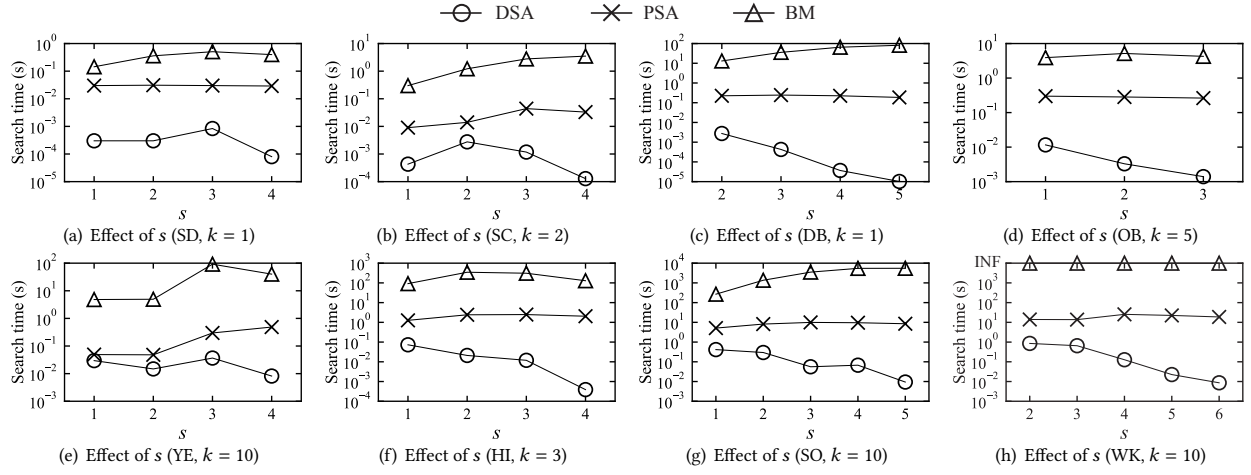 DSA PSA BM
Search time (s)
10^0
10^-1
10^-2
10^-3
10^-4
10^-5
1 2 3 4
s
(a) Effect of s (SD, k = 1)
Search time (s)
10^1
10^0
10^-1
10^-2
10^-3
10^-4
1 2 3 4
s
(b) Effect of s (SC, k = 2)
Search time (s)
10^2
10^1
10^0
10^-1
10^-2
10^-3
10^-4
10^-5
2 3 4 5
s
(c) Effect of s (DB, k = 1)
Search time (s)
10^1
10^0
10^-1
10^-2
10^-3
1 2 3
s
(d) Effect of s (OB, k = 5)
Search time (s)
10^2
10^1
10^0
10^-1
10^-2
10^-3
1 2 3 4
s
(e) Effect of s (YE, k = 10)
Search time (s)
10^3
10^2
10^1
10^0
10^-1
10^-2
10^-3
10^-4
1 2 3 4
s
(f) Effect of s (HI, k = 3)
Search time (s)
10^4
10^3
10^2
10^1
10^0
10^-1
10^-2
10^-3
1 2 3 4 5
s
(g) Effect of s (SO, k = 10)
Search time (s)
INF
10^3
10^2
10^1
10^0
10^-1
10^-2
10^-3
2 3 4 5 6
s
(h) Effect of s (WK, k = 10)